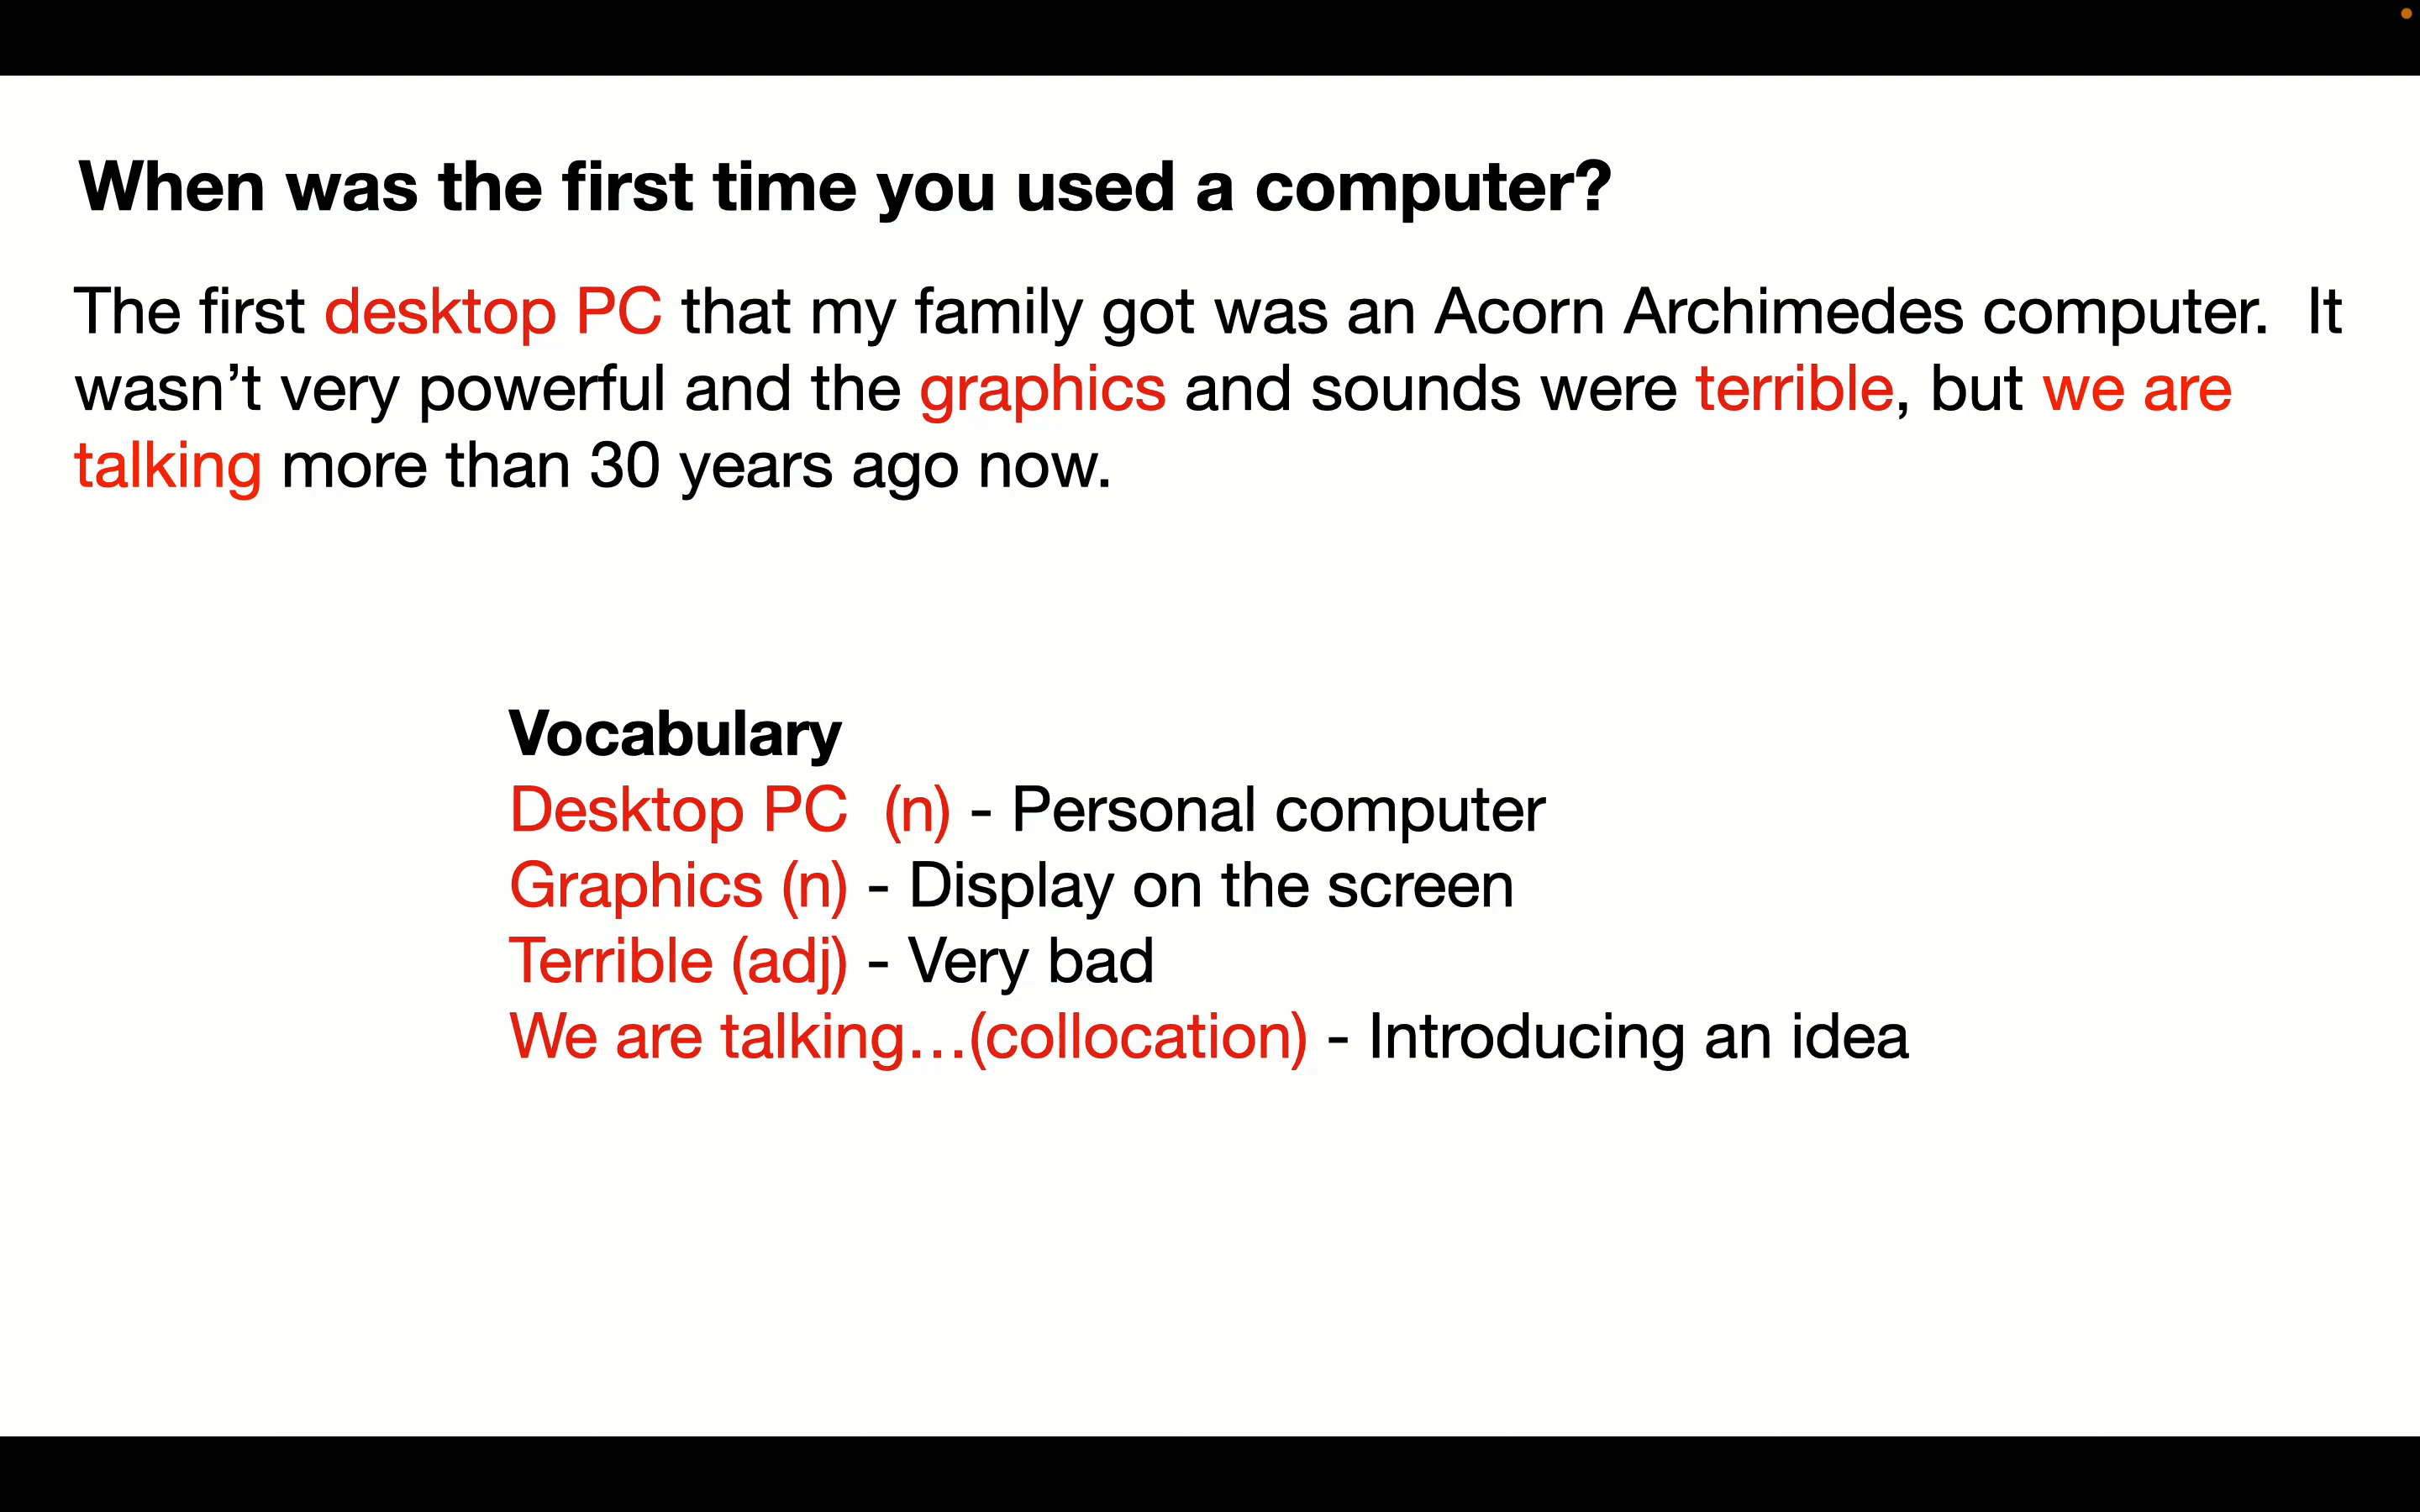 When was the first time you used a computer?
The first desktop PC that my family got was an Acorn Archimedes computer.  It
wasn’t very powerful and the graphics and sounds were terrible, but we are
talking more than 30 years ago now.
Vocabulary
Desktop PC  (n) - Personal computer
Graphics (n) - Display on the screen
Terrible (adj) - Very bad
We are talking…(collocation) - Introducing an idea